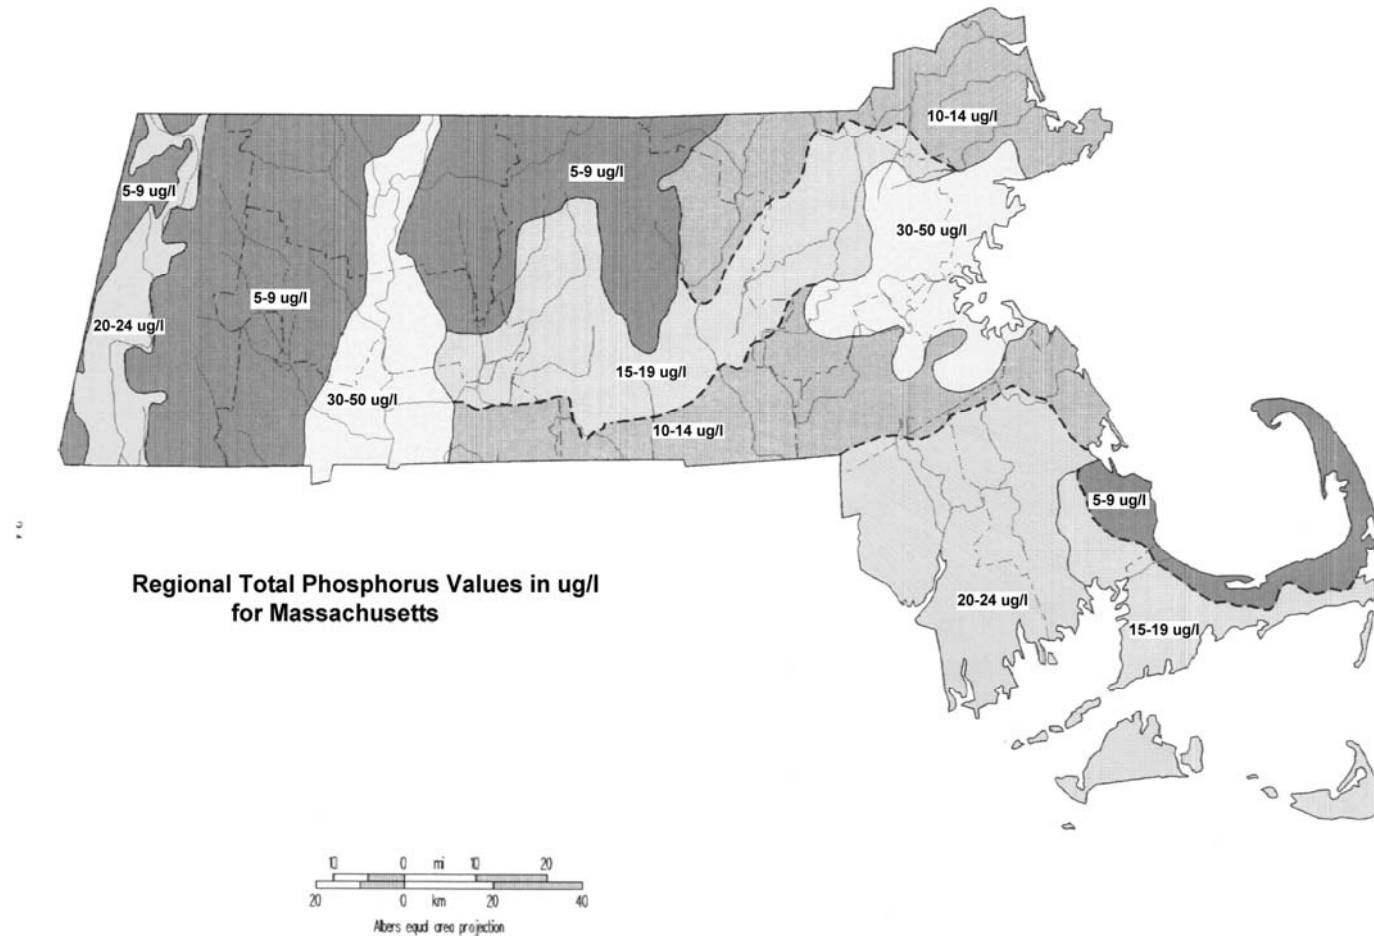 10-14 ug/l
5-9 ug/l
5-9 ug/l
30-50 ug/l
5-9 ug/l
20-24 ug/l
15-19 ug/l
30-50 ug/l
10-14 ug/l
5-9 ug/l
Regional Total Phosphorus Values in ug/l
for Massachusetts
20-24 ug/l
15-19 ug/l
10 0 mi 10 20
20 0 km 20 40
Albers equal area projection